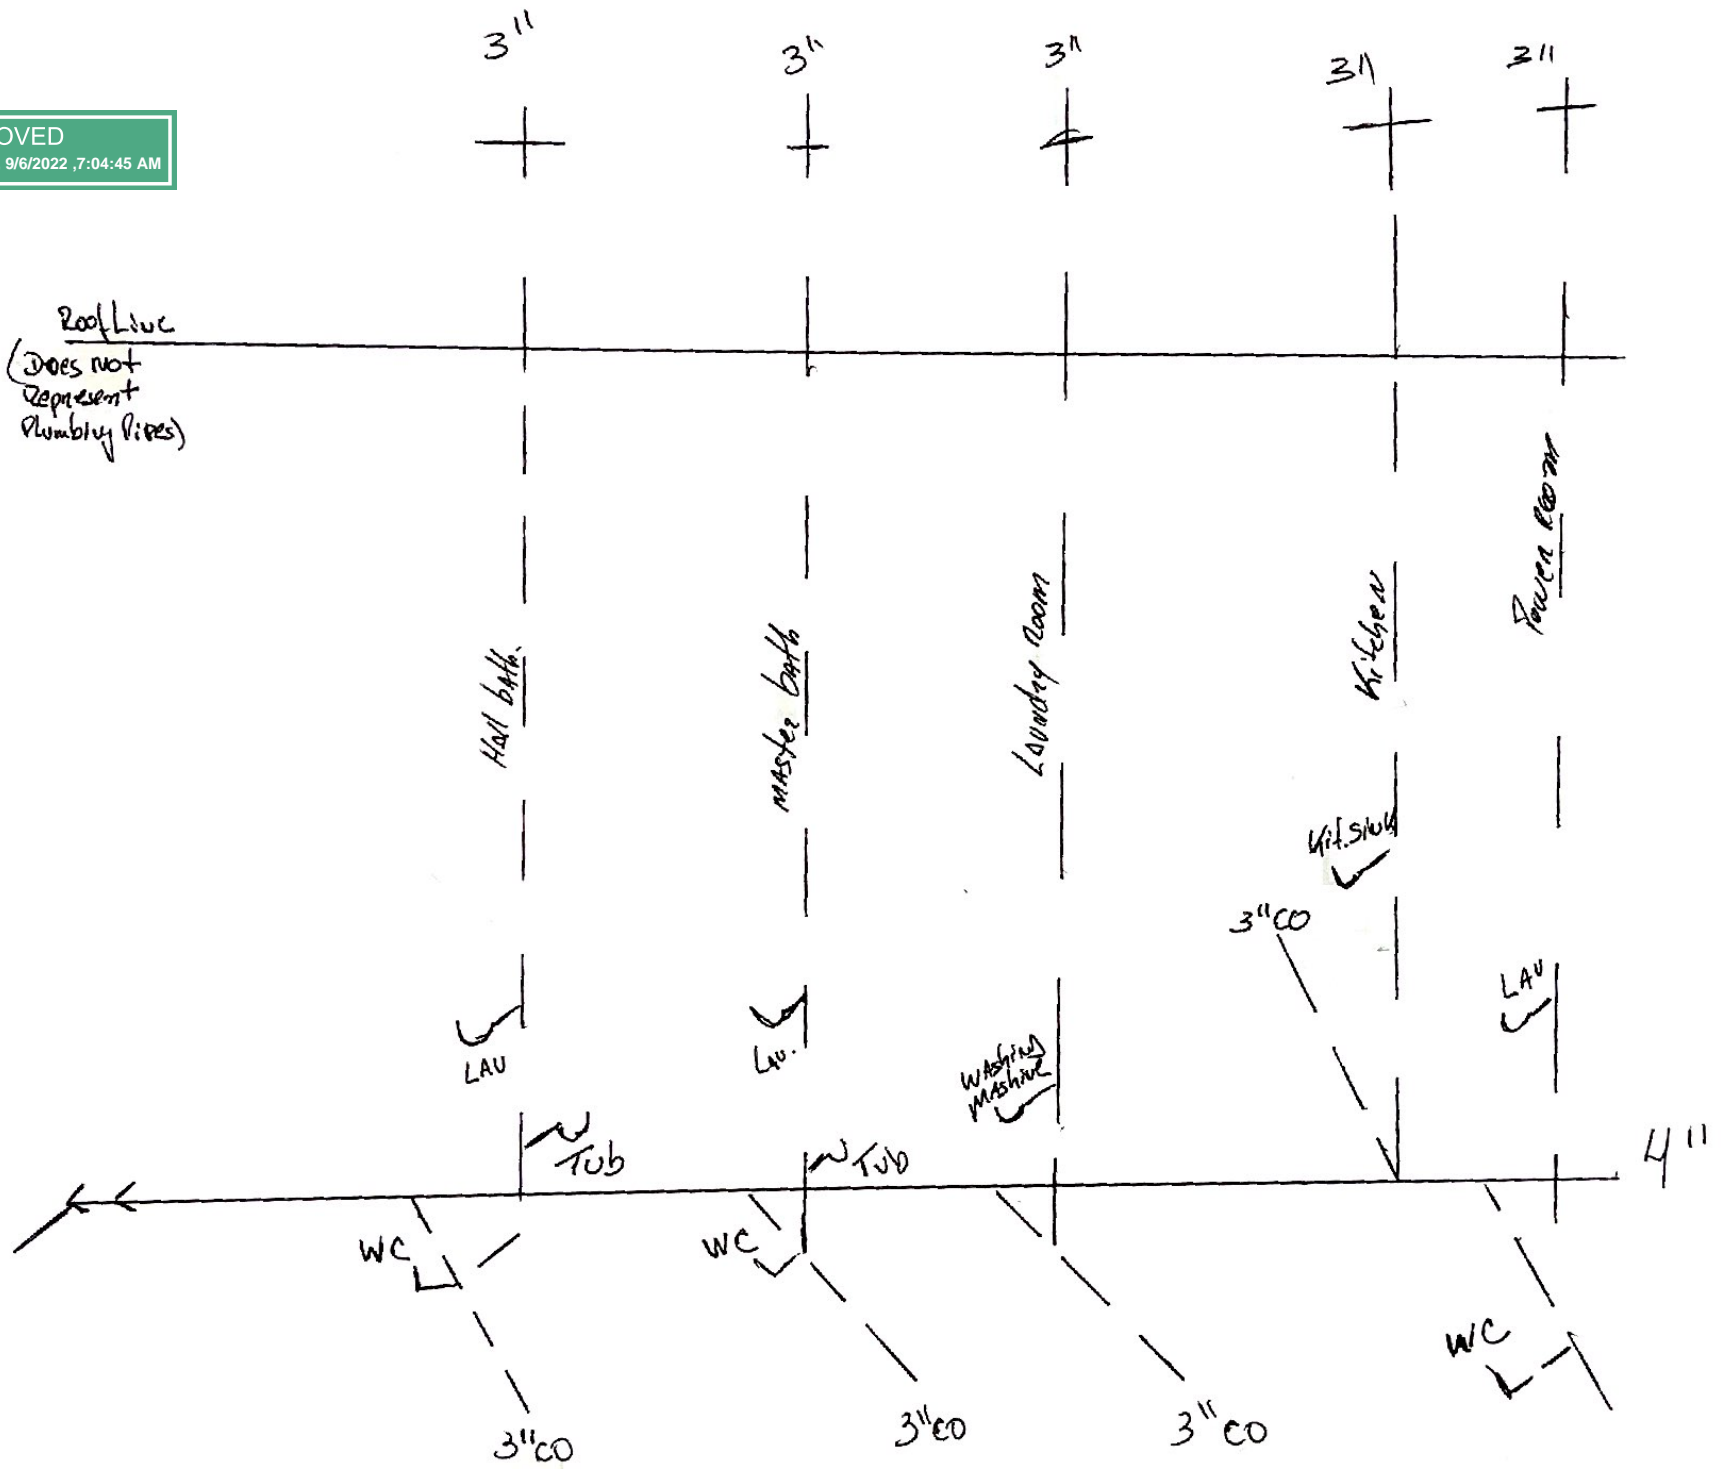 3"
3"
3"
3"
3"
OVED
9/6/2022 ,7:04:45 AM
Roof Line
(Does Not
Represent
Plumbing Pipes)
Hall bath.
Master bath
Laundry Room
Kitchen
Power Room
Kit.Sink
3"CO
LAV
LAV
Lav.
Washing
Mashine
Tub
Tub
4"
WC
WC
WC
3"CO
3"CO
3"CO